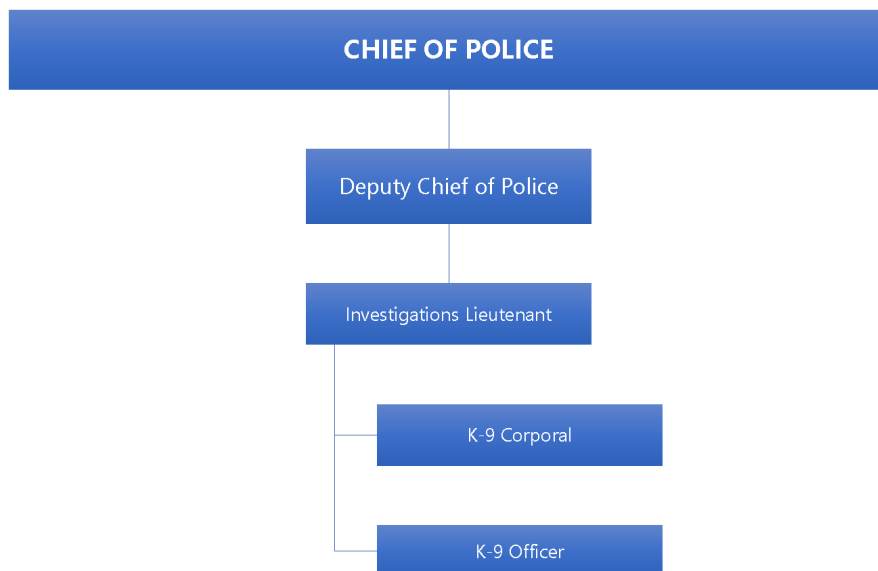 CHIEF OF POLICE
Deputy Chief of Police
Investigations Lieutenant
K-9 Corporal
K-9 Officer